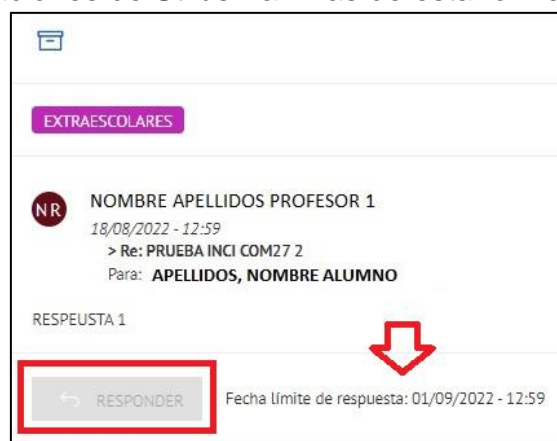 EXTRAESCOLARES
NR
NOMBRE APELLIDOS PROFESOR 1
18/08/2022 - 12:59
> Re: PRUEBA INCI COM27 2
Para: APELLIDOS, NOMBRE ALUMNO
RESPEUSTA 1
RESPONDER
Fecha límite de respuesta: 01/09/2022 - 12:59